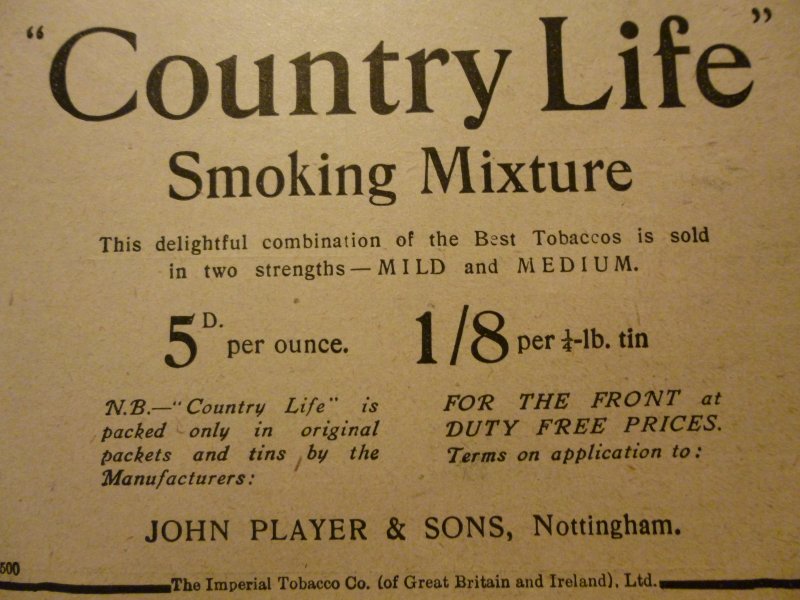 “Country Life”
Smoking Mixture
This delightful combination of the Best Tobaccos is sold
in two strengths—MILD and MEDIUM.
5D. per ounce. 1/8 per ¼-lb. tin
N.B.—“Country Life” is
packed only in original
packets and tins by the
Manufacturers:
FOR THE FRONT at
DUTY FREE PRICES.
Terms on application to:
JOHN PLAYER & SONS, Nottingham.
500
The Imperial Tobacco Co. (of Great Britain and Ireland), Ltd.